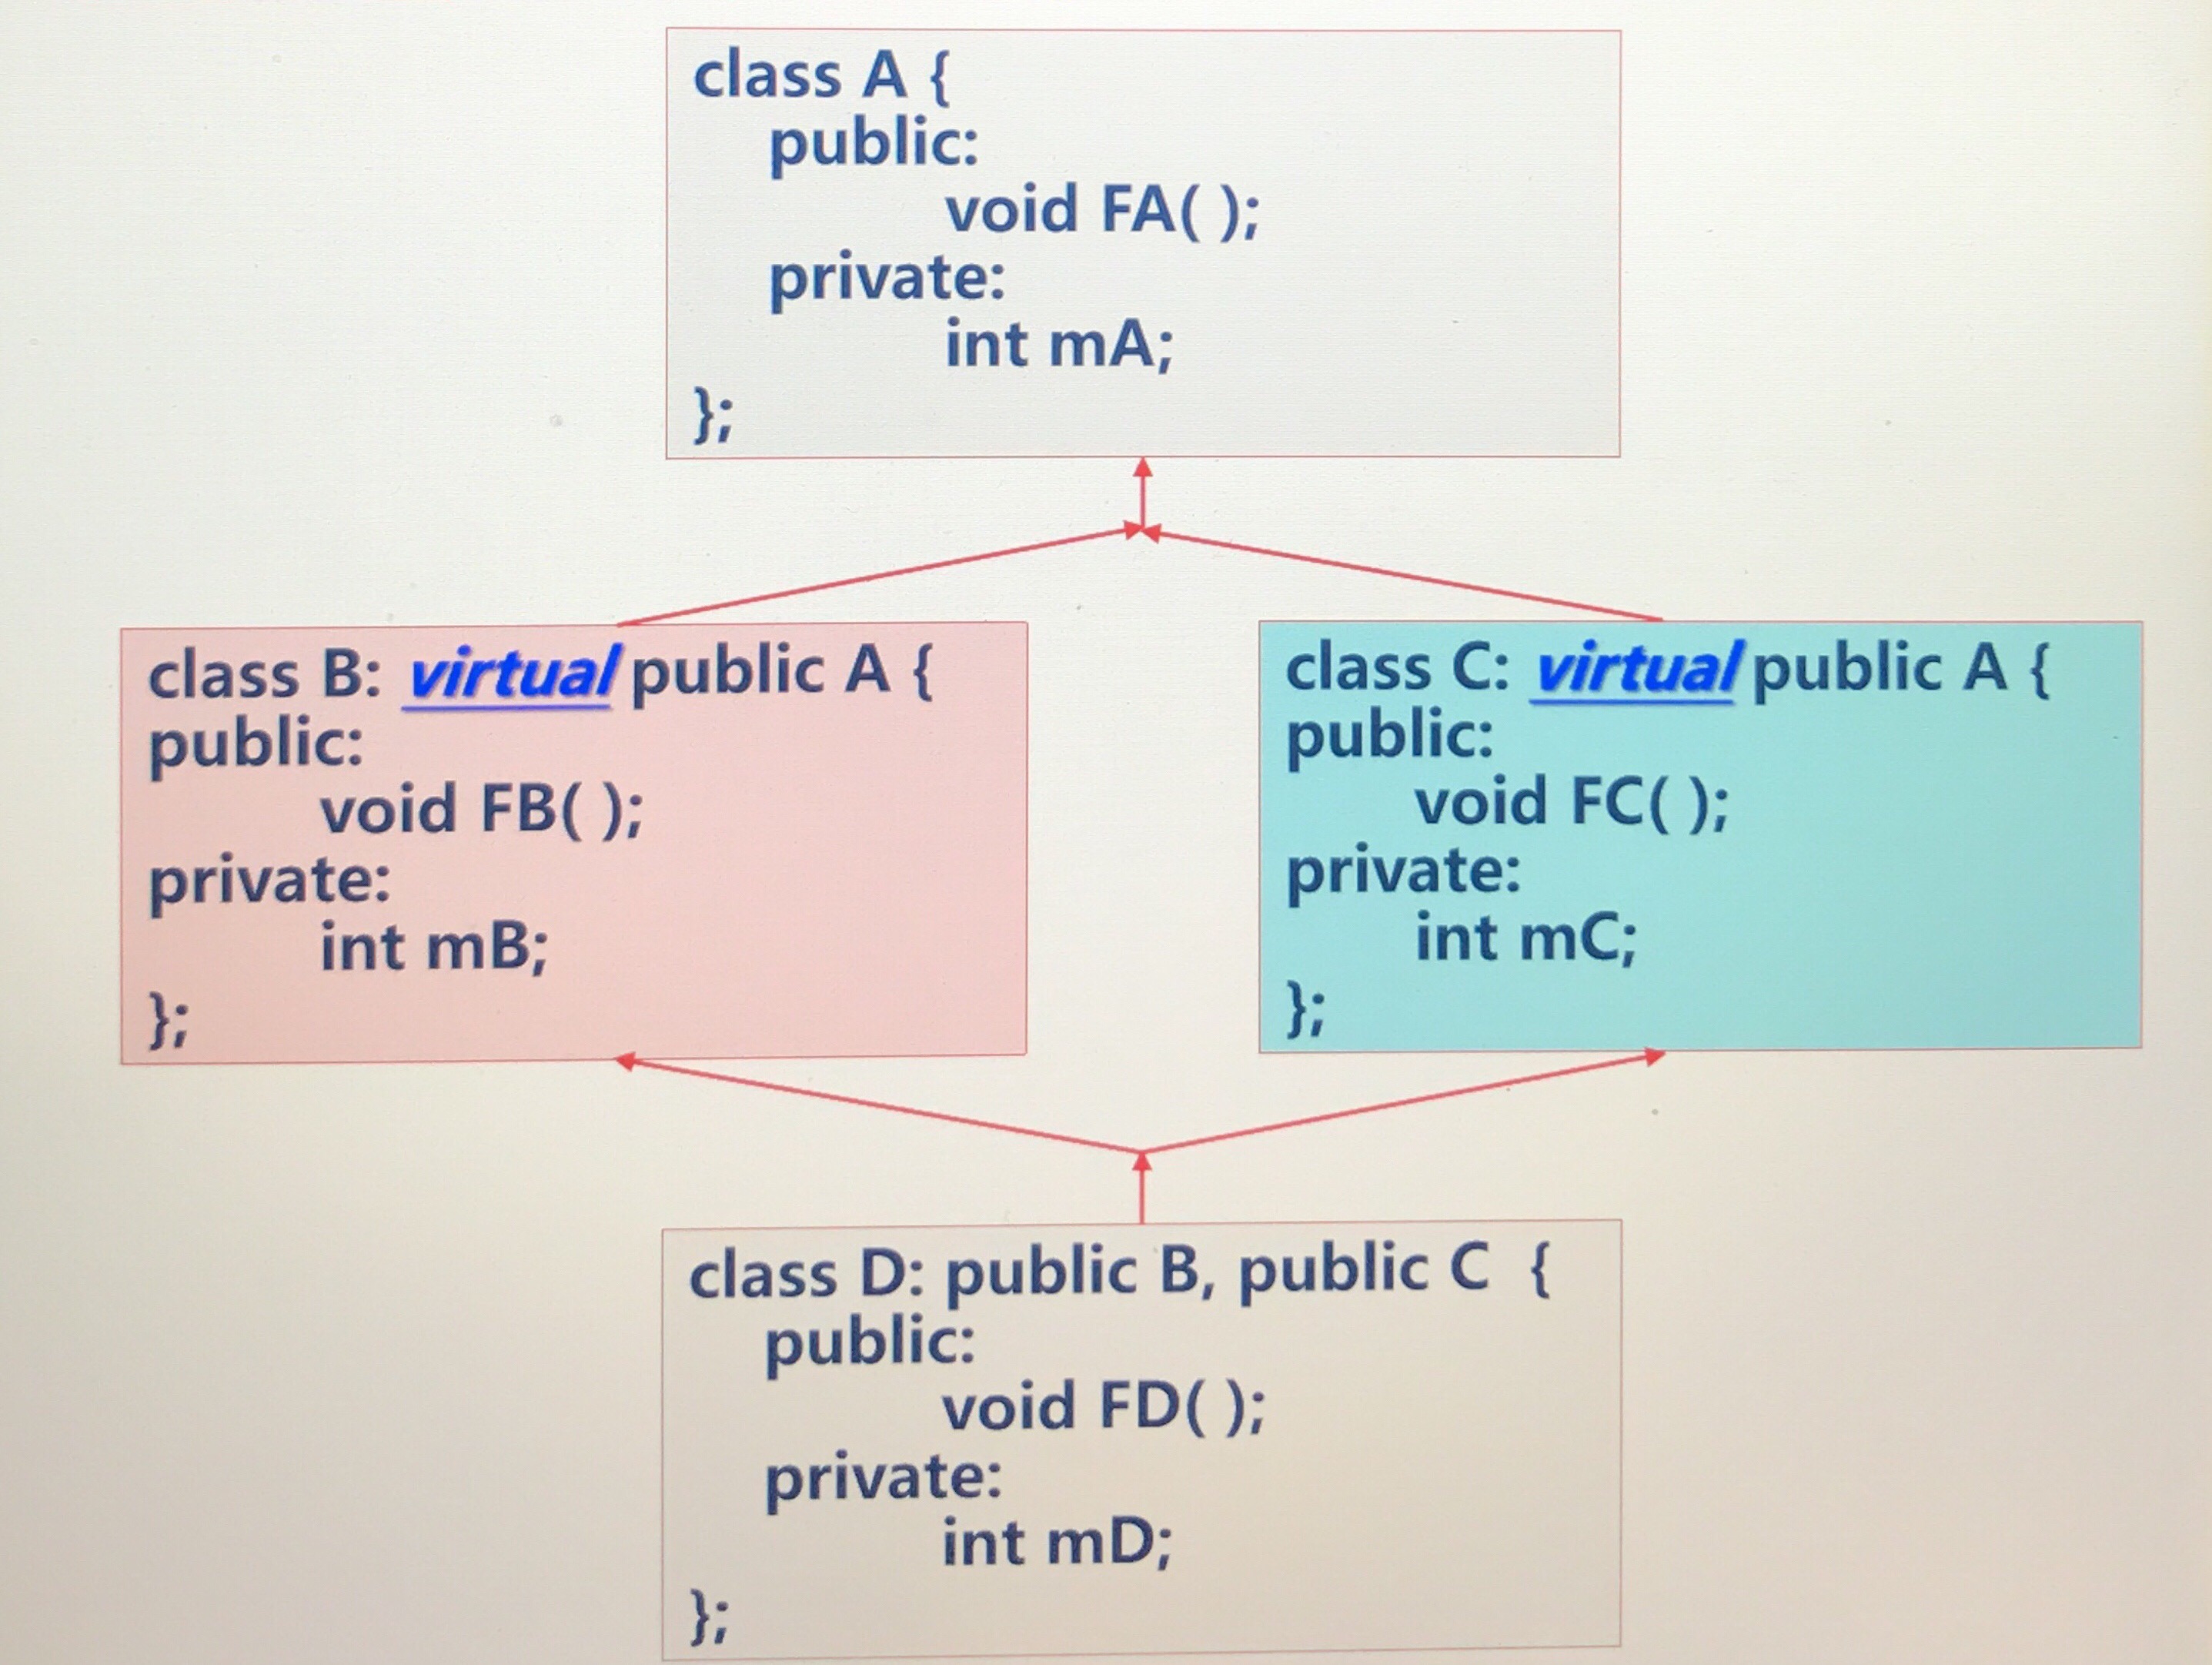 class A {
public:
void FA( );
private:
int mA;
};
class B: virtual public A {
public:
void FB( );
private:
int mB;
};
class C: virtual public A {
public:
void FC( );
private:
int mC;
};
class D: public B, public C {
public:
void FD( );
private:
int mD;
};